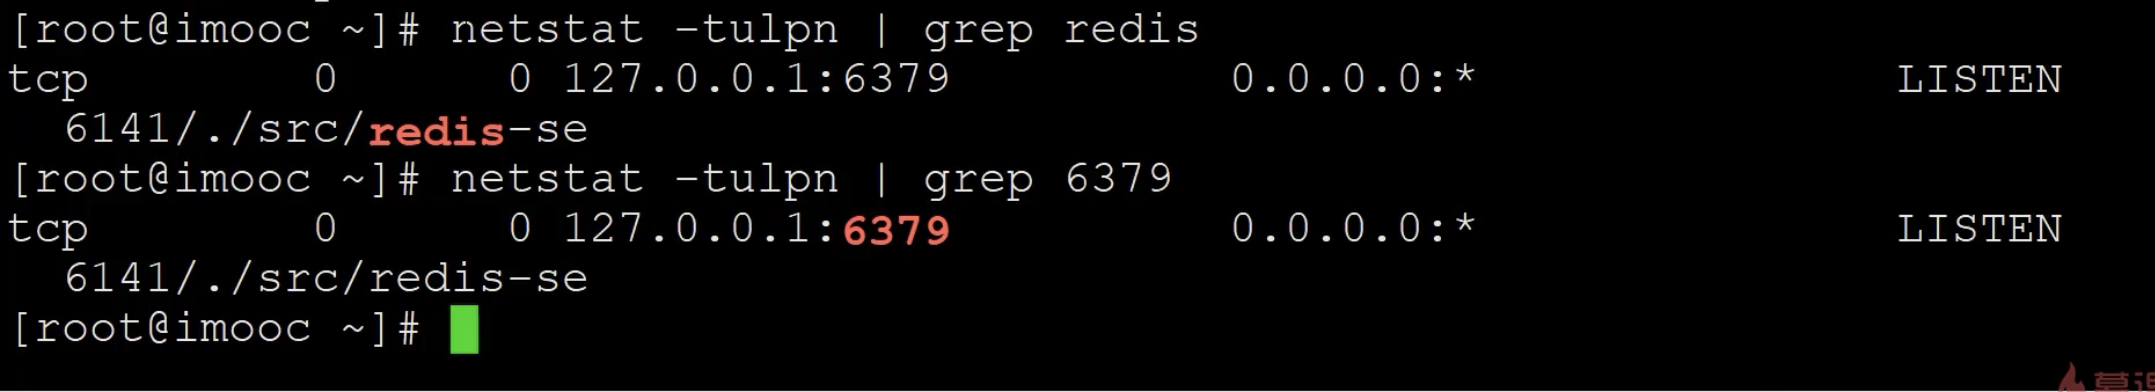 [root@imooc ~]# netstat -tulpn | grep redis
tcp 0 0 127.0.0.1:6379 0.0.0.0:* LISTEN
6141/./src/redis-se
[root@imooc ~]# netstat -tulpn | grep 6379
tcp 0 0 127.0.0.1:6379 0.0.0.0:* LISTEN
6141/./src/redis-se
[root@imooc ~]#